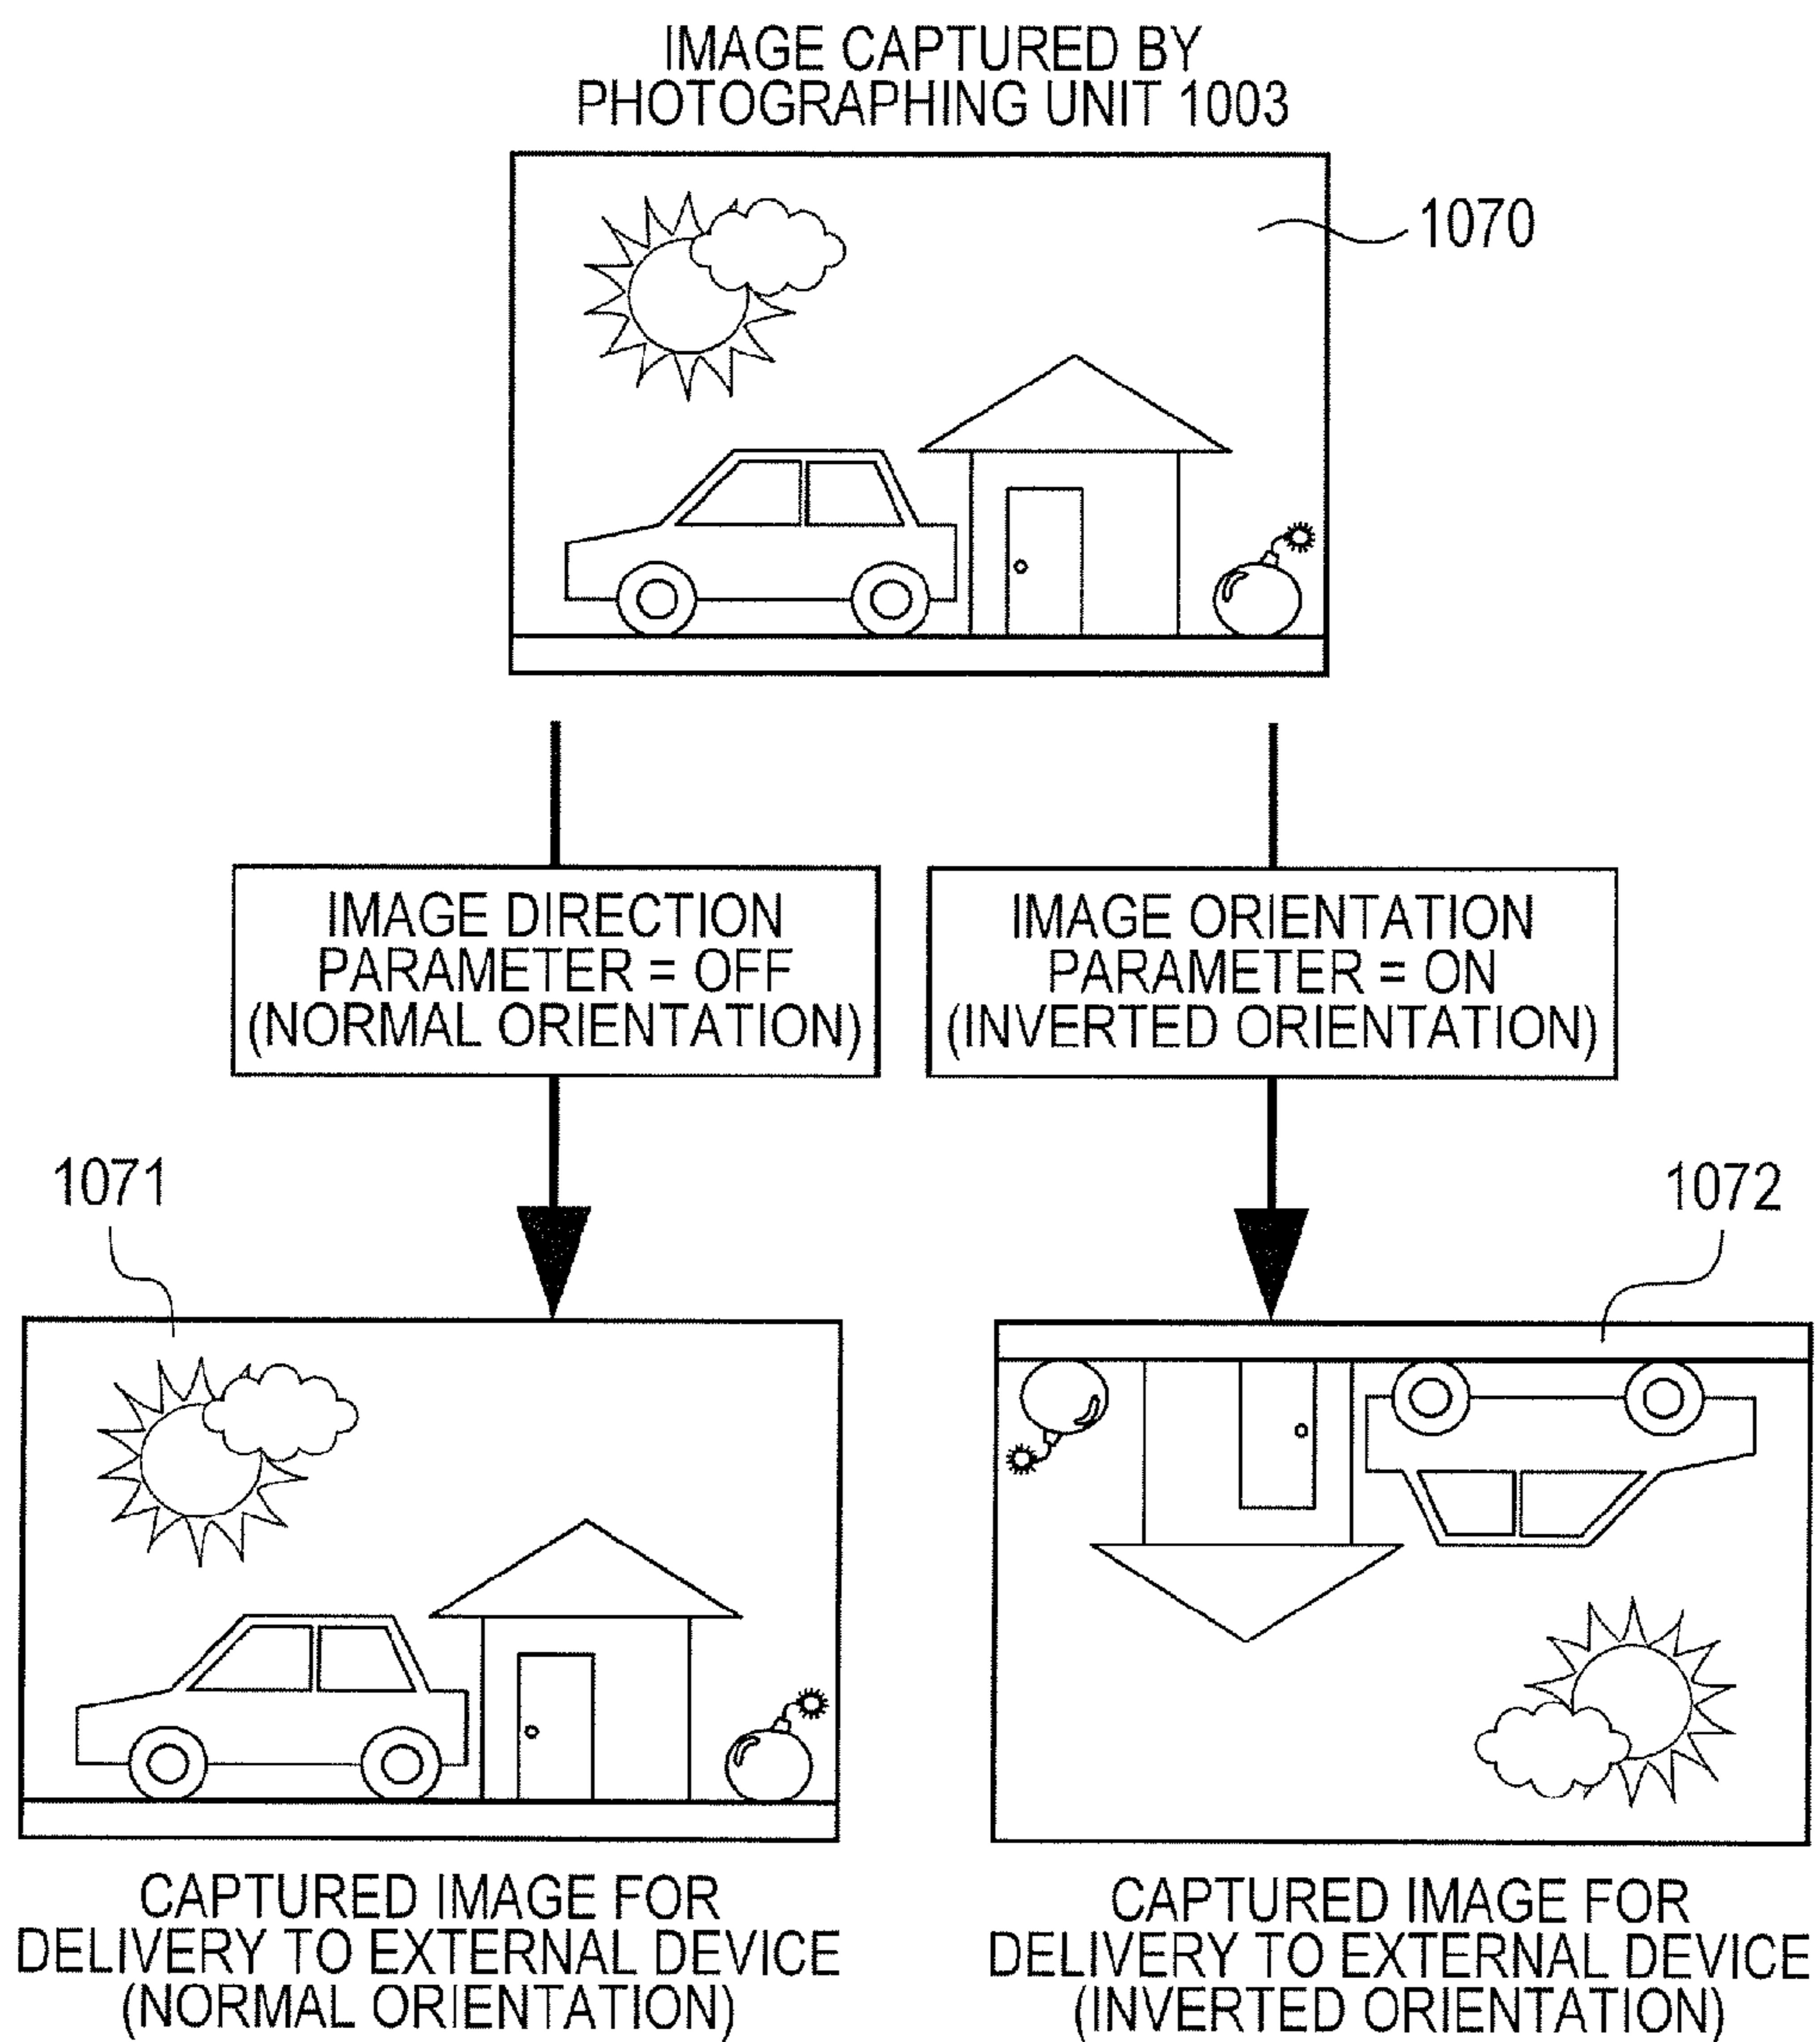 IMAGE CAPTURED BY
PHOTOGRAPHING UNIT 1003
1070
IMAGE DIRECTION
PARAMETER = OFF
(NORMAL ORIENTATION)
IMAGE ORIENTATION
PARAMETER = ON
(INVERTED ORIENTATION)
1071
1072
CAPTURED IMAGE FOR
DELIVERY TO EXTERNAL DEVICE
(NORMAL ORIENTATION)
CAPTURED IMAGE FOR
DELIVERY TO EXTERNAL DEVICE
(INVERTED ORIENTATION)